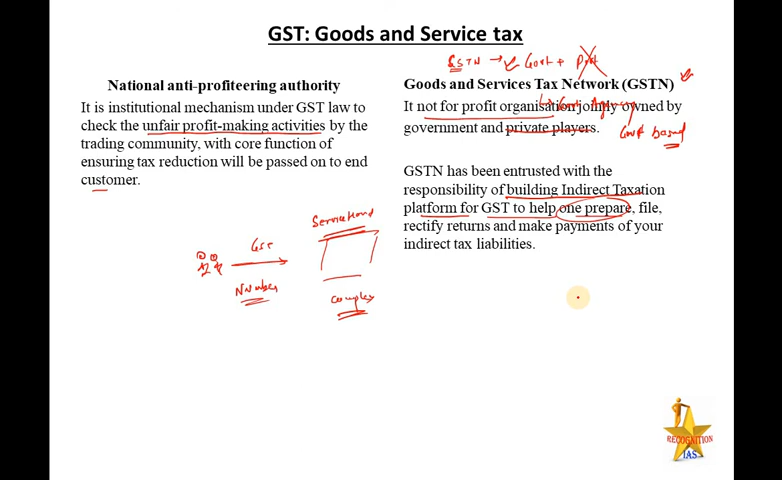 GST: Goods and Service tax
National anti-profiteering authority
It is institutional mechanism under GST law to
check the unfair profit-making activities by the
trading community, with core function of
ensuring tax reduction will be passed on to end
customer.
GST
Number
complex
GSTN → Govt +
Goods and Services Tax Network (GSTN)
It not for profit organisation jointly owned by
government and private players.
Govt based
GSTN has been entrusted with the
responsibility of building Indirect Taxation
platform for GST to help one prepare, file,
rectify returns and make payments of your
indirect tax liabilities.
RECOGNITION
IAS